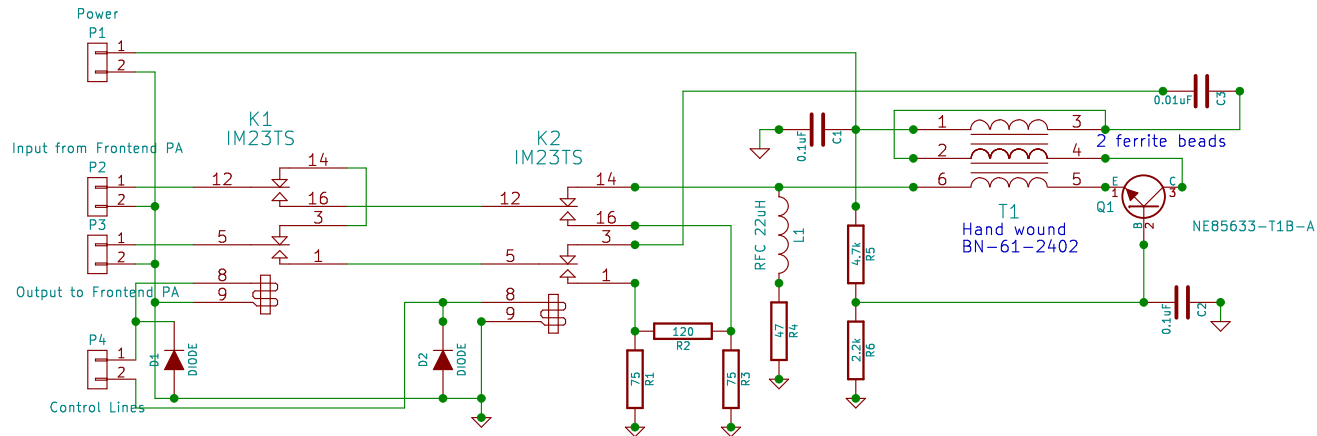 Power
P1
1
2
Input from Frontend PA
P2
1
2
P3
1
2
Output to Frontend PA
P4
1
2
Control Lines
K1
IM23TS
14
12
16
3
5
1
8
9
D1
DIODE
K2
IM23TS
14
12
16
3
5
1
8
9
D2
DIODE
75
R1
120
R2
75
R3
RFC 22uH
L1
47
R4
0.1uF
C1
4.7k
R5
2.2k
R6
0.01uF
C3
1
3
2 ferrite beads
2
4
6
5
T1
Hand wound
BN-61-2402
E
1
C
3
Q1
B
2
NE85633-T1B-A
0.1uF
C2